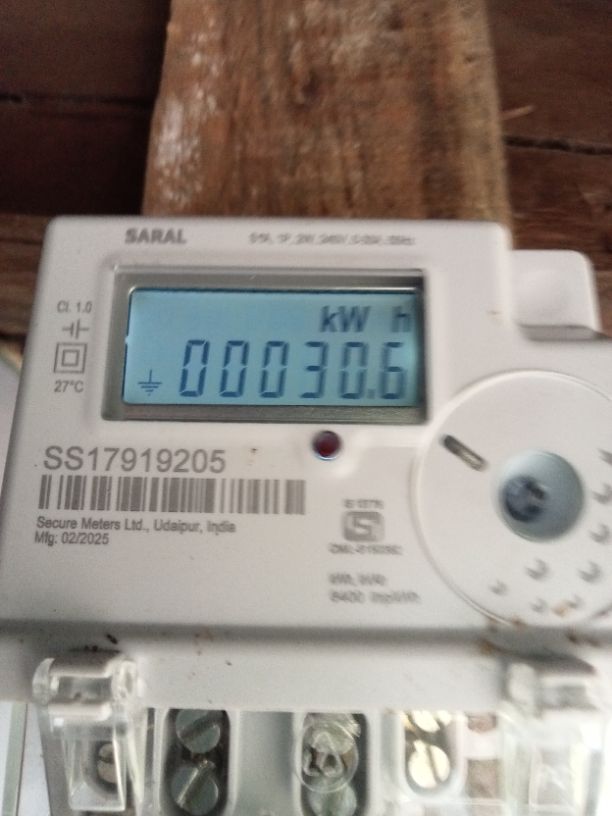 SARAL
kW h
00030.6
Cl. 1.0
27°C
SS17919205
Secure Meters Ltd., Udaipur, India
Mfg: 02/2025